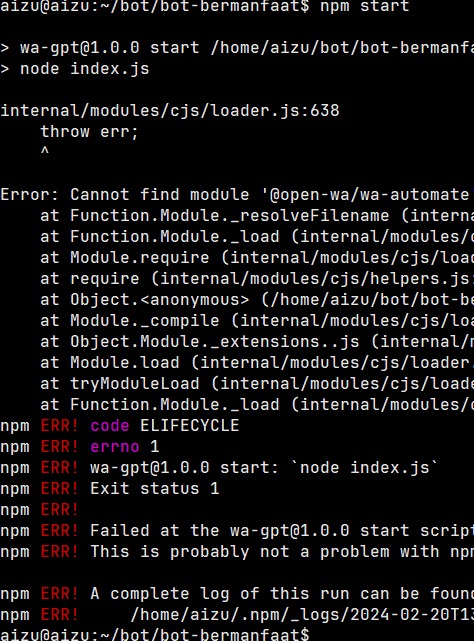 aizu@aizu:~/bot/bot-bermanfaat$ npm start
> wa-gpt@1.0.0 start /home/aizu/bot/bot-bermanfa
> node index.js
internal/modules/cjs/loader.js:638
throw err;
^
Error: Cannot find module '@open-wa/wa-automate
at Function.Module._resolveFilename (interna
at Function.Module._load (internal/modules/c
at Module.require (internal/modules/cjs/load
at require (internal/modules/cjs/helpers.js:
at Object.<anonymous> (/home/aizu/bot/bot-be
at Module._compile (internal/modules/cjs/loa
at Object.Module._extensions..js (internal/m
at Module.load (internal/modules/cjs/loader.
at tryModuleLoad (internal/modules/cjs/loade
at Function.Module._load (internal/modules/c
npm ERR! code ELIFECYCLE
npm ERR! errno 1
npm ERR! wa-gpt@1.0.0 start: `node index.js`
npm ERR! Exit status 1
npm ERR!
npm ERR! Failed at the wa-gpt@1.0.0 start script
npm ERR! This is probably not a problem with npm
npm ERR! A complete log of this run can be found
npm ERR! /home/aizu/.npm/_logs/2024-02-20T13
aizu@aizu:~/bot/bot-bermanfaat$